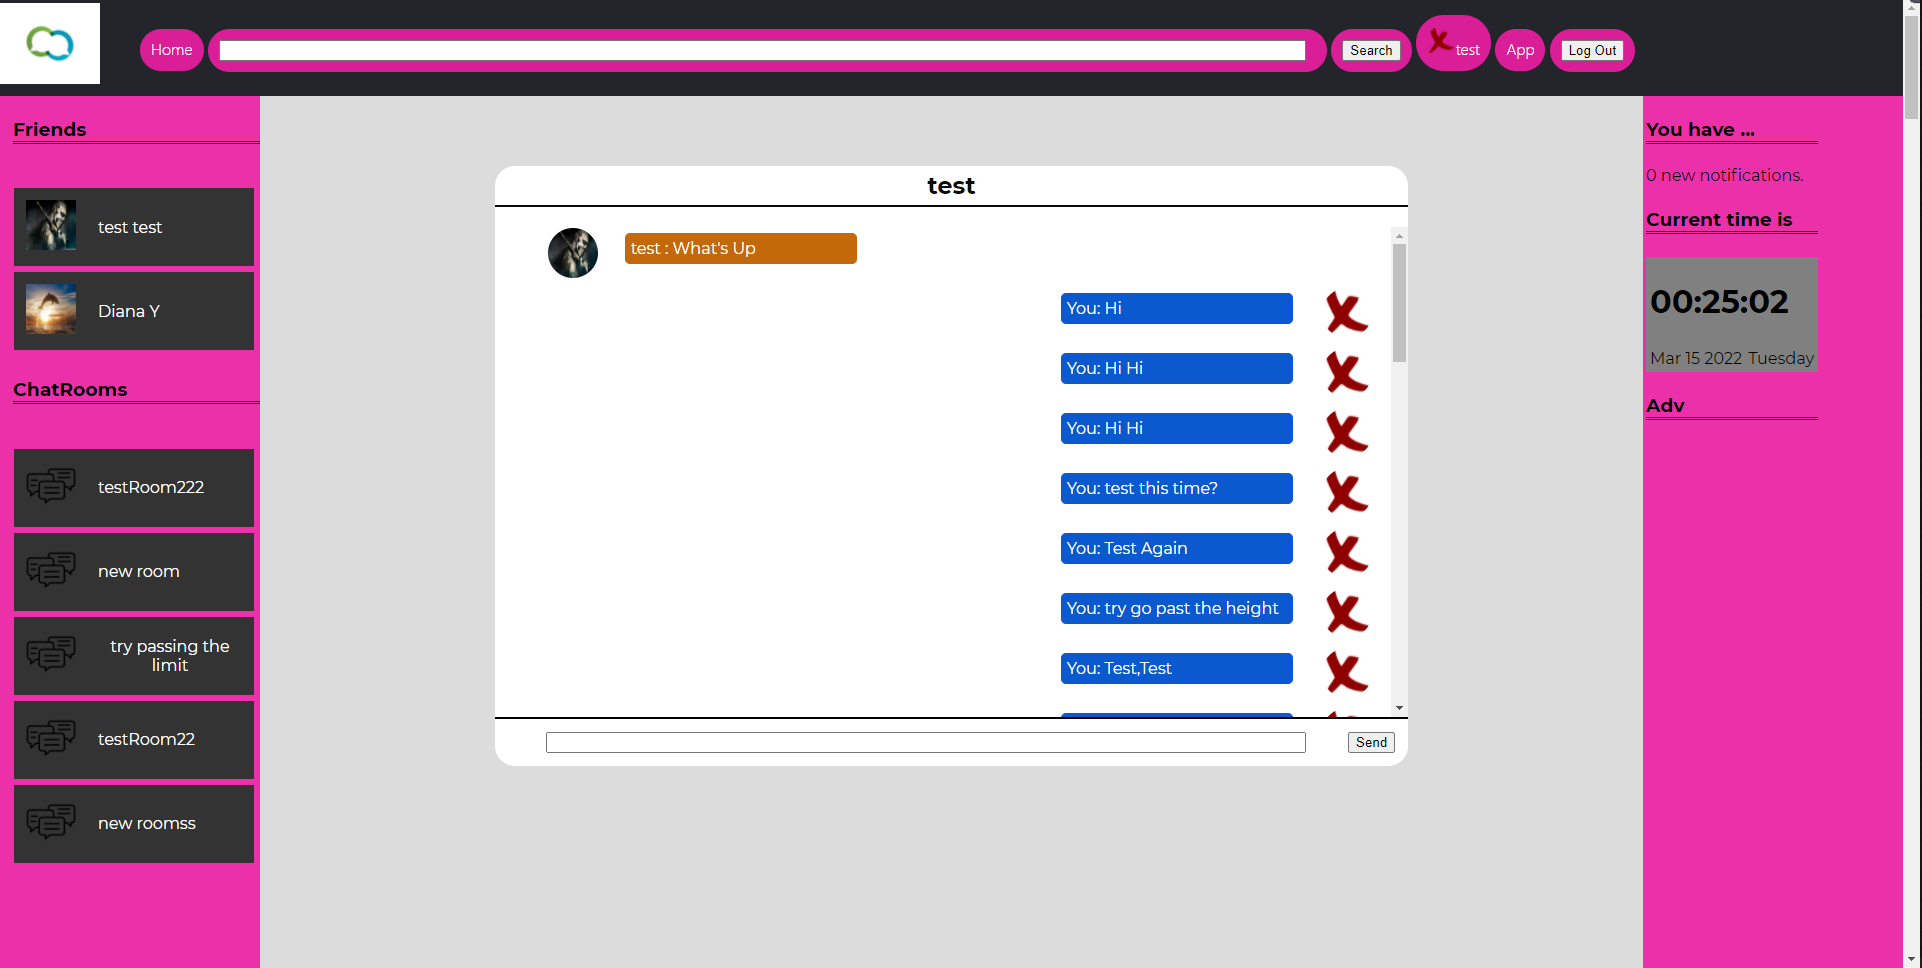 Home
Search
test
App
Log Out
Friends
test test
Diana Y
ChatRooms
testRoom222
new room
try passing the
limit
testRoom22
new roomss
test
test : What's Up
You: Hi
You: Hi Hi
You: Hi Hi
You: test this time?
You: Test Again
You: try go past the height
You: Test,Test
Send
You have ...
0 new notifications.
Current time is
00:25:02
Mar 15 2022 Tuesday
Adv